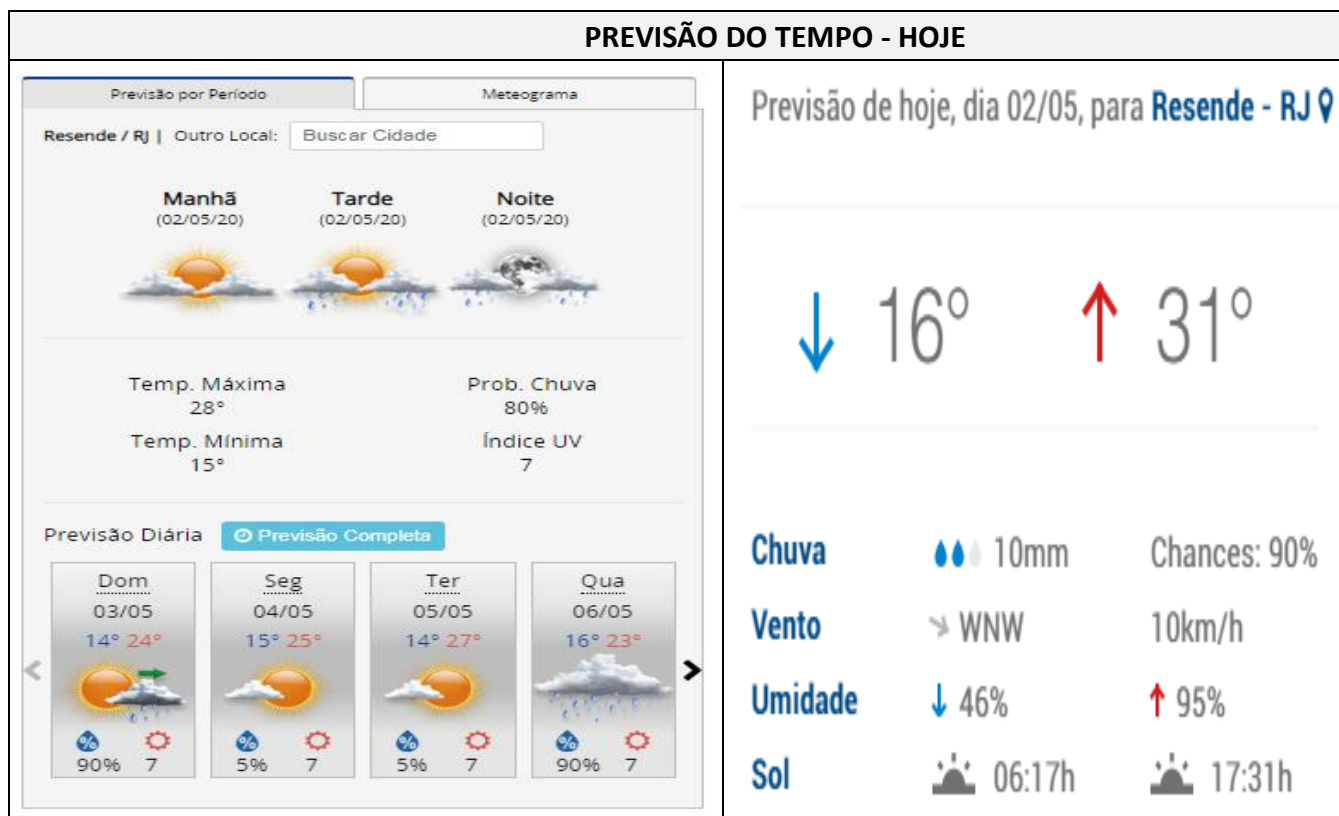 PREVISÃO DO TEMPO - HOJE
Previsão por Período Meteograma
Resende / RJ | Outro Local: Buscar Cidade
Manhã Tarde Noite
(02/05/20) (02/05/20) (02/05/20)
Temp. Máxima Prob. Chuva
28° 80%
Temp. Mínima Índice UV
15° 7
Previsão Diária Previsão Completa
Dom Seg Ter Qua
03/05 04/05 05/05 06/05
14° 24° 15° 25° 14° 27° 16° 23°
% % % %
90% 7 5% 7 5% 7 90% 7
Previsão de hoje, dia 02/05, para Resende - RJ
16° 31°
Chuva 10mm Chances: 90%
Vento WNW 10km/h
Umidade 46% 95%
Sol 06:17h 17:31h